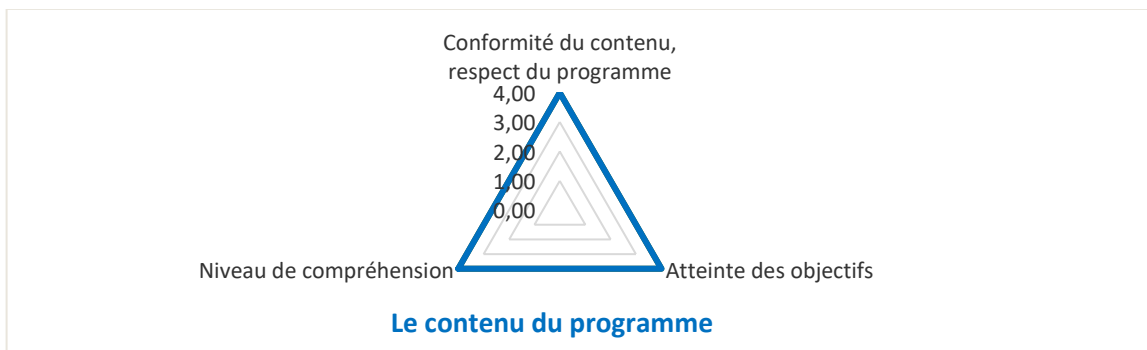 Conformité du contenu,
respect du programme
4,00
3,00
2,00
1,00
0,00
Niveau de compréhension
Atteinte des objectifs
Le contenu du programme